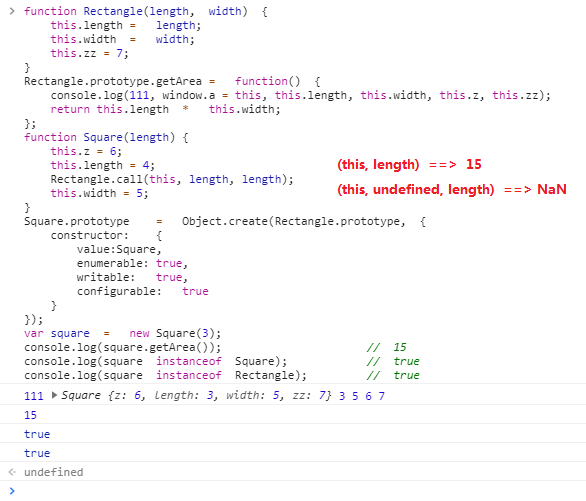 > function Rectangle(length,  width)  {
    this.length =   length;
    this.width  =   width;
    this.zz = 7;
}
Rectangle.prototype.getArea =   function()  {
    console.log(111, window.a = this, this.length, this.width, this.z, this.zz);
    return this.length  *   this.width;
};
function Square(length) {
    this.z = 6;
    this.length = 4;    (this, length)  ==>  15
    Rectangle.call(this, length, length);
    this.width = 5;    (this, undefined, length)  ==> NaN
}
Square.prototype    =   Object.create(Rectangle.prototype,  {
    constructor:    {
        value:Square,
        enumerable: true,
        writable:   true,
        configurable:   true
    }
});
var square  =   new Square(3);
console.log(square.getArea());    //  15
console.log(square  instanceof  Square);    //  true
console.log(square  instanceof  Rectangle);    //  true
111 ▶ Square {z: 6, length: 3, width: 5, zz: 7} 3 5 6 7
15
true
true
undefined
>